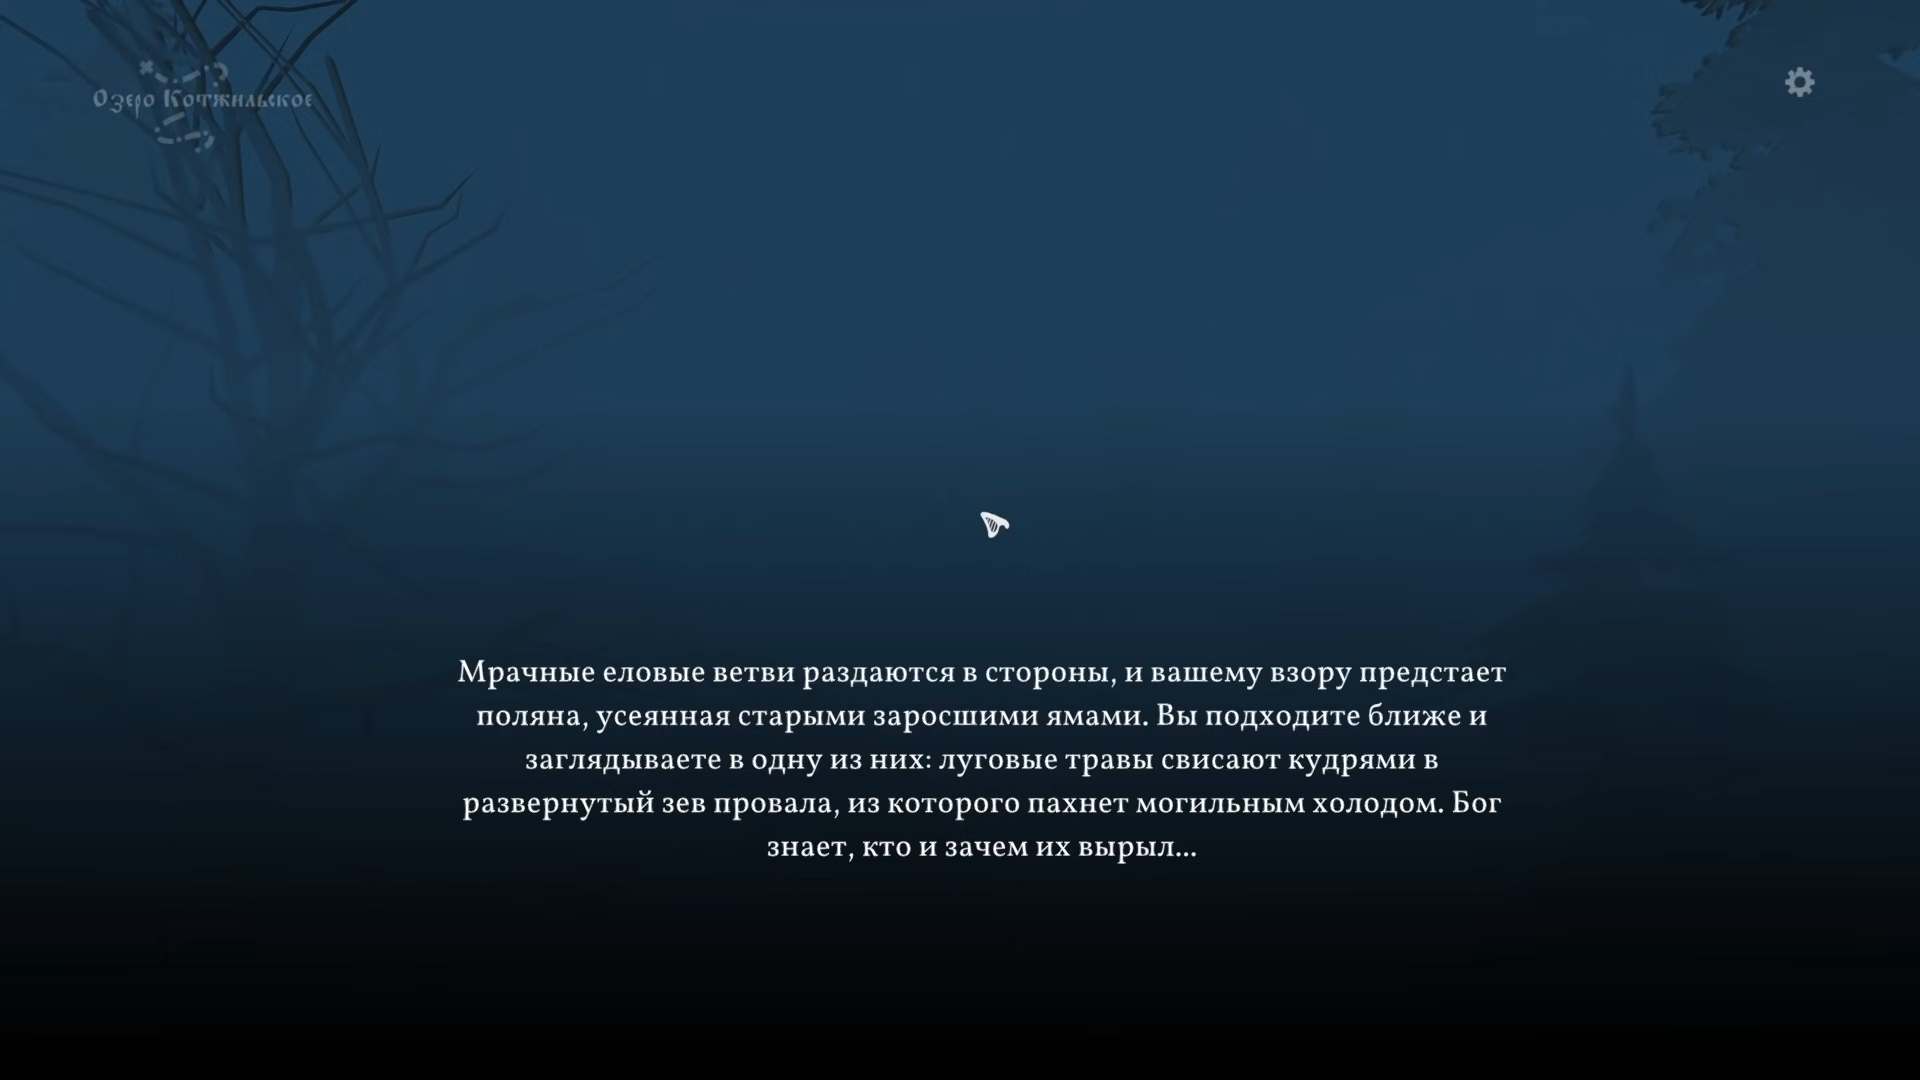 Озеро Котжильское
Мрачные еловые ветви раздаются в стороны, и вашему взору предстает
поляна, усеянная старыми заросшими ямами. Вы подходите ближе и
заглядываете в одну из них: луговые травы свисают кудрями в
развернутый зев провала, из которого пахнет могильным холодом. Бог
знает, кто и зачем их вырыл...